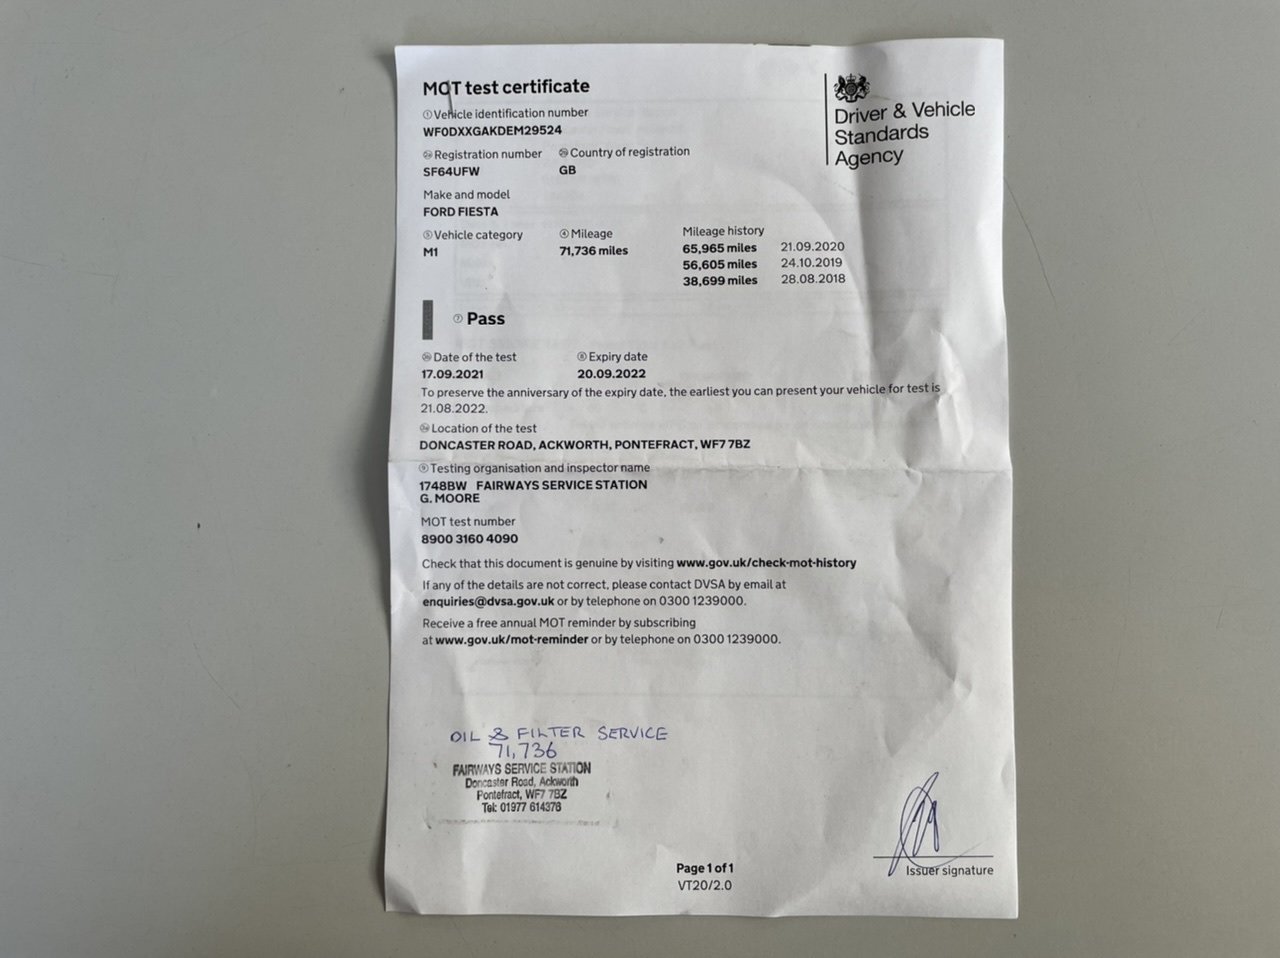 MOT test certificate
Driver & Vehicle
Standards
Agency
① Vehicle identification number
WF0DXXGAKDEM29524
Registration number Country of registration
SF64UFW GB
Make and model
FORD FIESTA
⑤ Vehicle category ④ Mileage Mileage history
M1 71,736 miles 65,965 miles 21.09.2020
56,605 miles 24.10.2019
38,699 miles 28.08.2018
⑦ Pass
Date of the test ⑧ Expiry date
17.09.2021 20.09.2022
To preserve the anniversary of the expiry date, the earliest you can present your vehicle for test is
21.08.2022.
Location of the test
DONCASTER ROAD, ACKWORTH, PONTEFRACT, WF7 7BZ
⑨ Testing organisation and inspector name
1748BW FAIRWAYS SERVICE STATION
G. MOORE
MOT test number
8900 3160 4090
Check that this document is genuine by visiting www.gov.uk/check-mot-history
If any of the details are not correct, please contact DVSA by email at
enquiries@dvsa.gov.uk or by telephone on 0300 1239000.
Receive a free annual MOT reminder by subscribing
at www.gov.uk/mot-reminder or by telephone on 0300 1239000.
OIL & FILTER SERVICE
71,736
FAIRWAYS SERVICE STATION
Doncaster Road, Ackworth
Pontefract, WF7 7BZ
Tel: 01977 614376
Issuer signature
Page 1 of 1
VT20/2.0